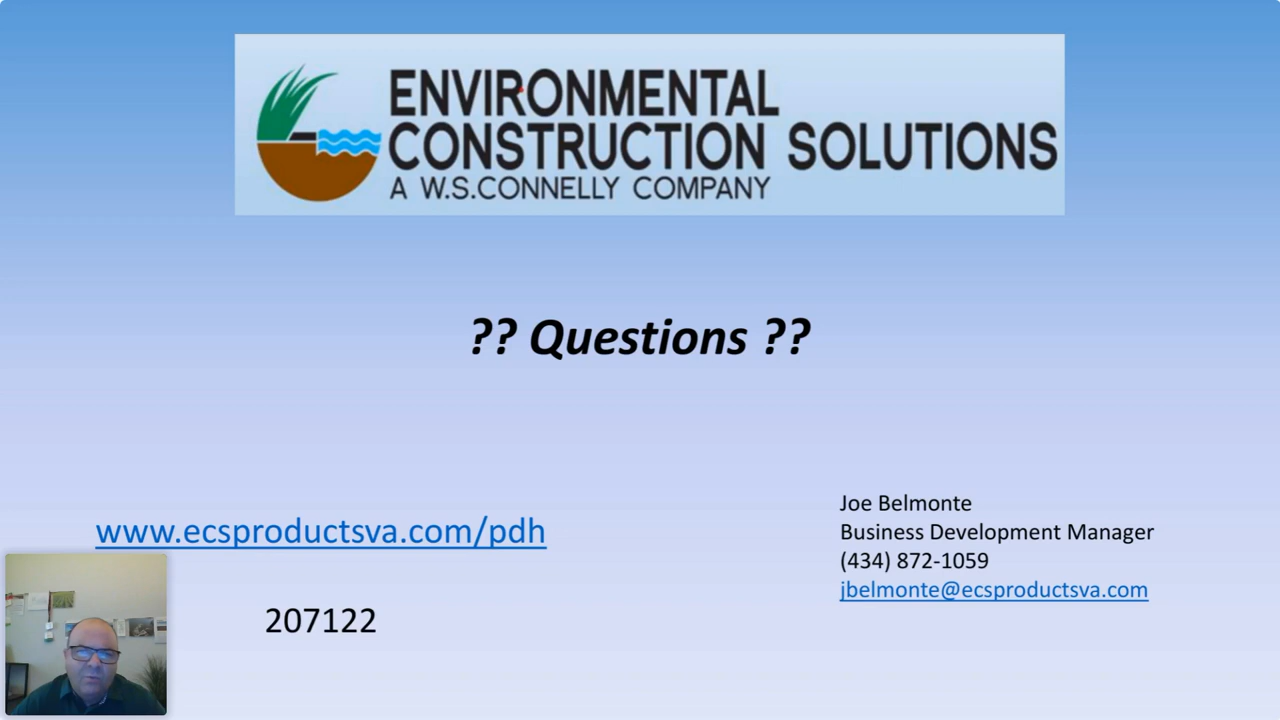 ENVIRONMENTAL
CONSTRUCTION SOLUTIONS
A W.S.CONNELLY COMPANY
?? Questions ??
www.ecsproductsva.com/pdh
207122
Joe Belmonte
Business Development Manager
(434) 872-1059
jbelmonte@ecsproductsva.com